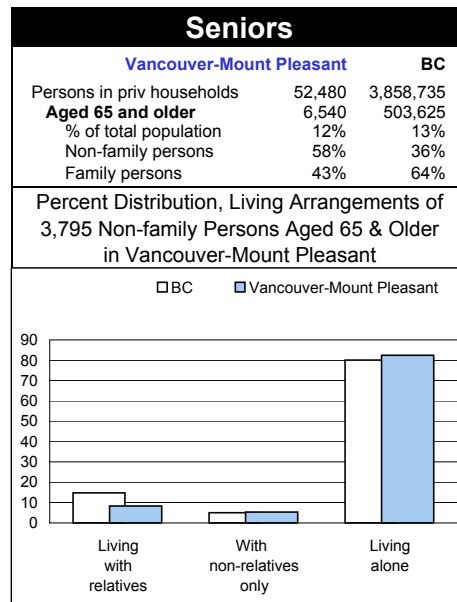 Seniors
Vancouver-Mount Pleasant BC
Persons in priv households 52,480 3,858,735
Aged 65 and older 6,540 503,625
% of total population 12% 13%
Non-family persons 58% 36%
Family persons 43% 64%
Percent Distribution, Living Arrangements of
3,795 Non-family Persons Aged 65 & Older
in Vancouver-Mount Pleasant
BC Vancouver-Mount Pleasant
90
80
70
60
50
40
30
20
10
0
Living With Living
with non-relatives alone
relatives only